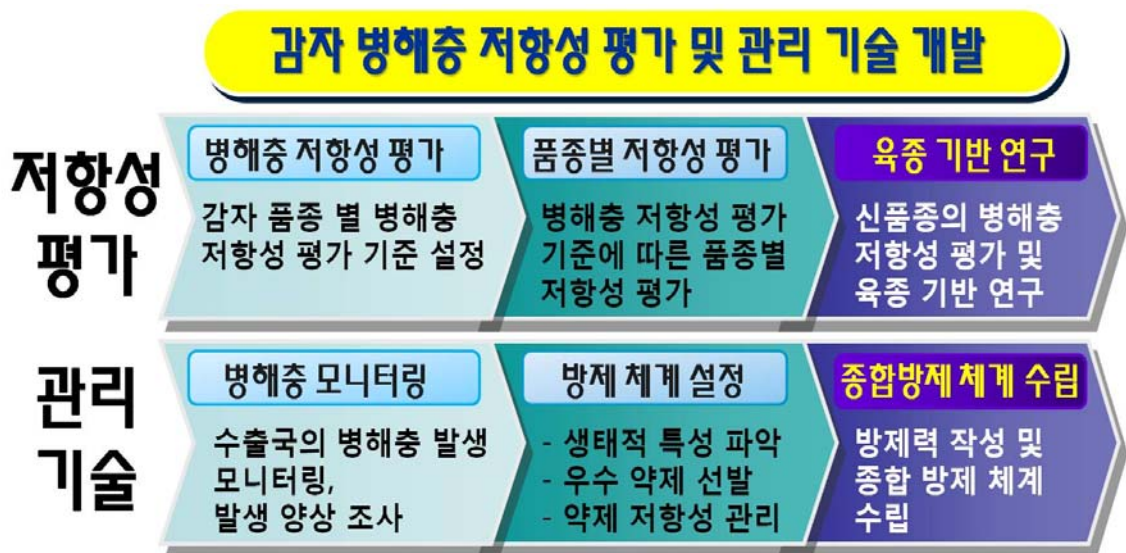 감자 병해충 저항성 평가 및 관리 기술 개발
저항성
평가
병해충 저항성 평가
감자 품종 별 병해충
저항성 평가 기준 설정
품종별 저항성 평가
병해충 저항성 평가
기준에 따른 품종별
저항성 평가
육종 기반 연구
신품종의 병해충
저항성 평가 및
육종 기반 연구
관리
기술
병해충 모니터링
수출국의 병해충 발생
모니터링,
발생 양상 조사
방제 체계 설정
- 생태적 특성 파악
- 우수 약제 선발
- 약제 저항성 관리
종합방제 체계 수립
방제력 작성 및
종합 방제 체계
수립